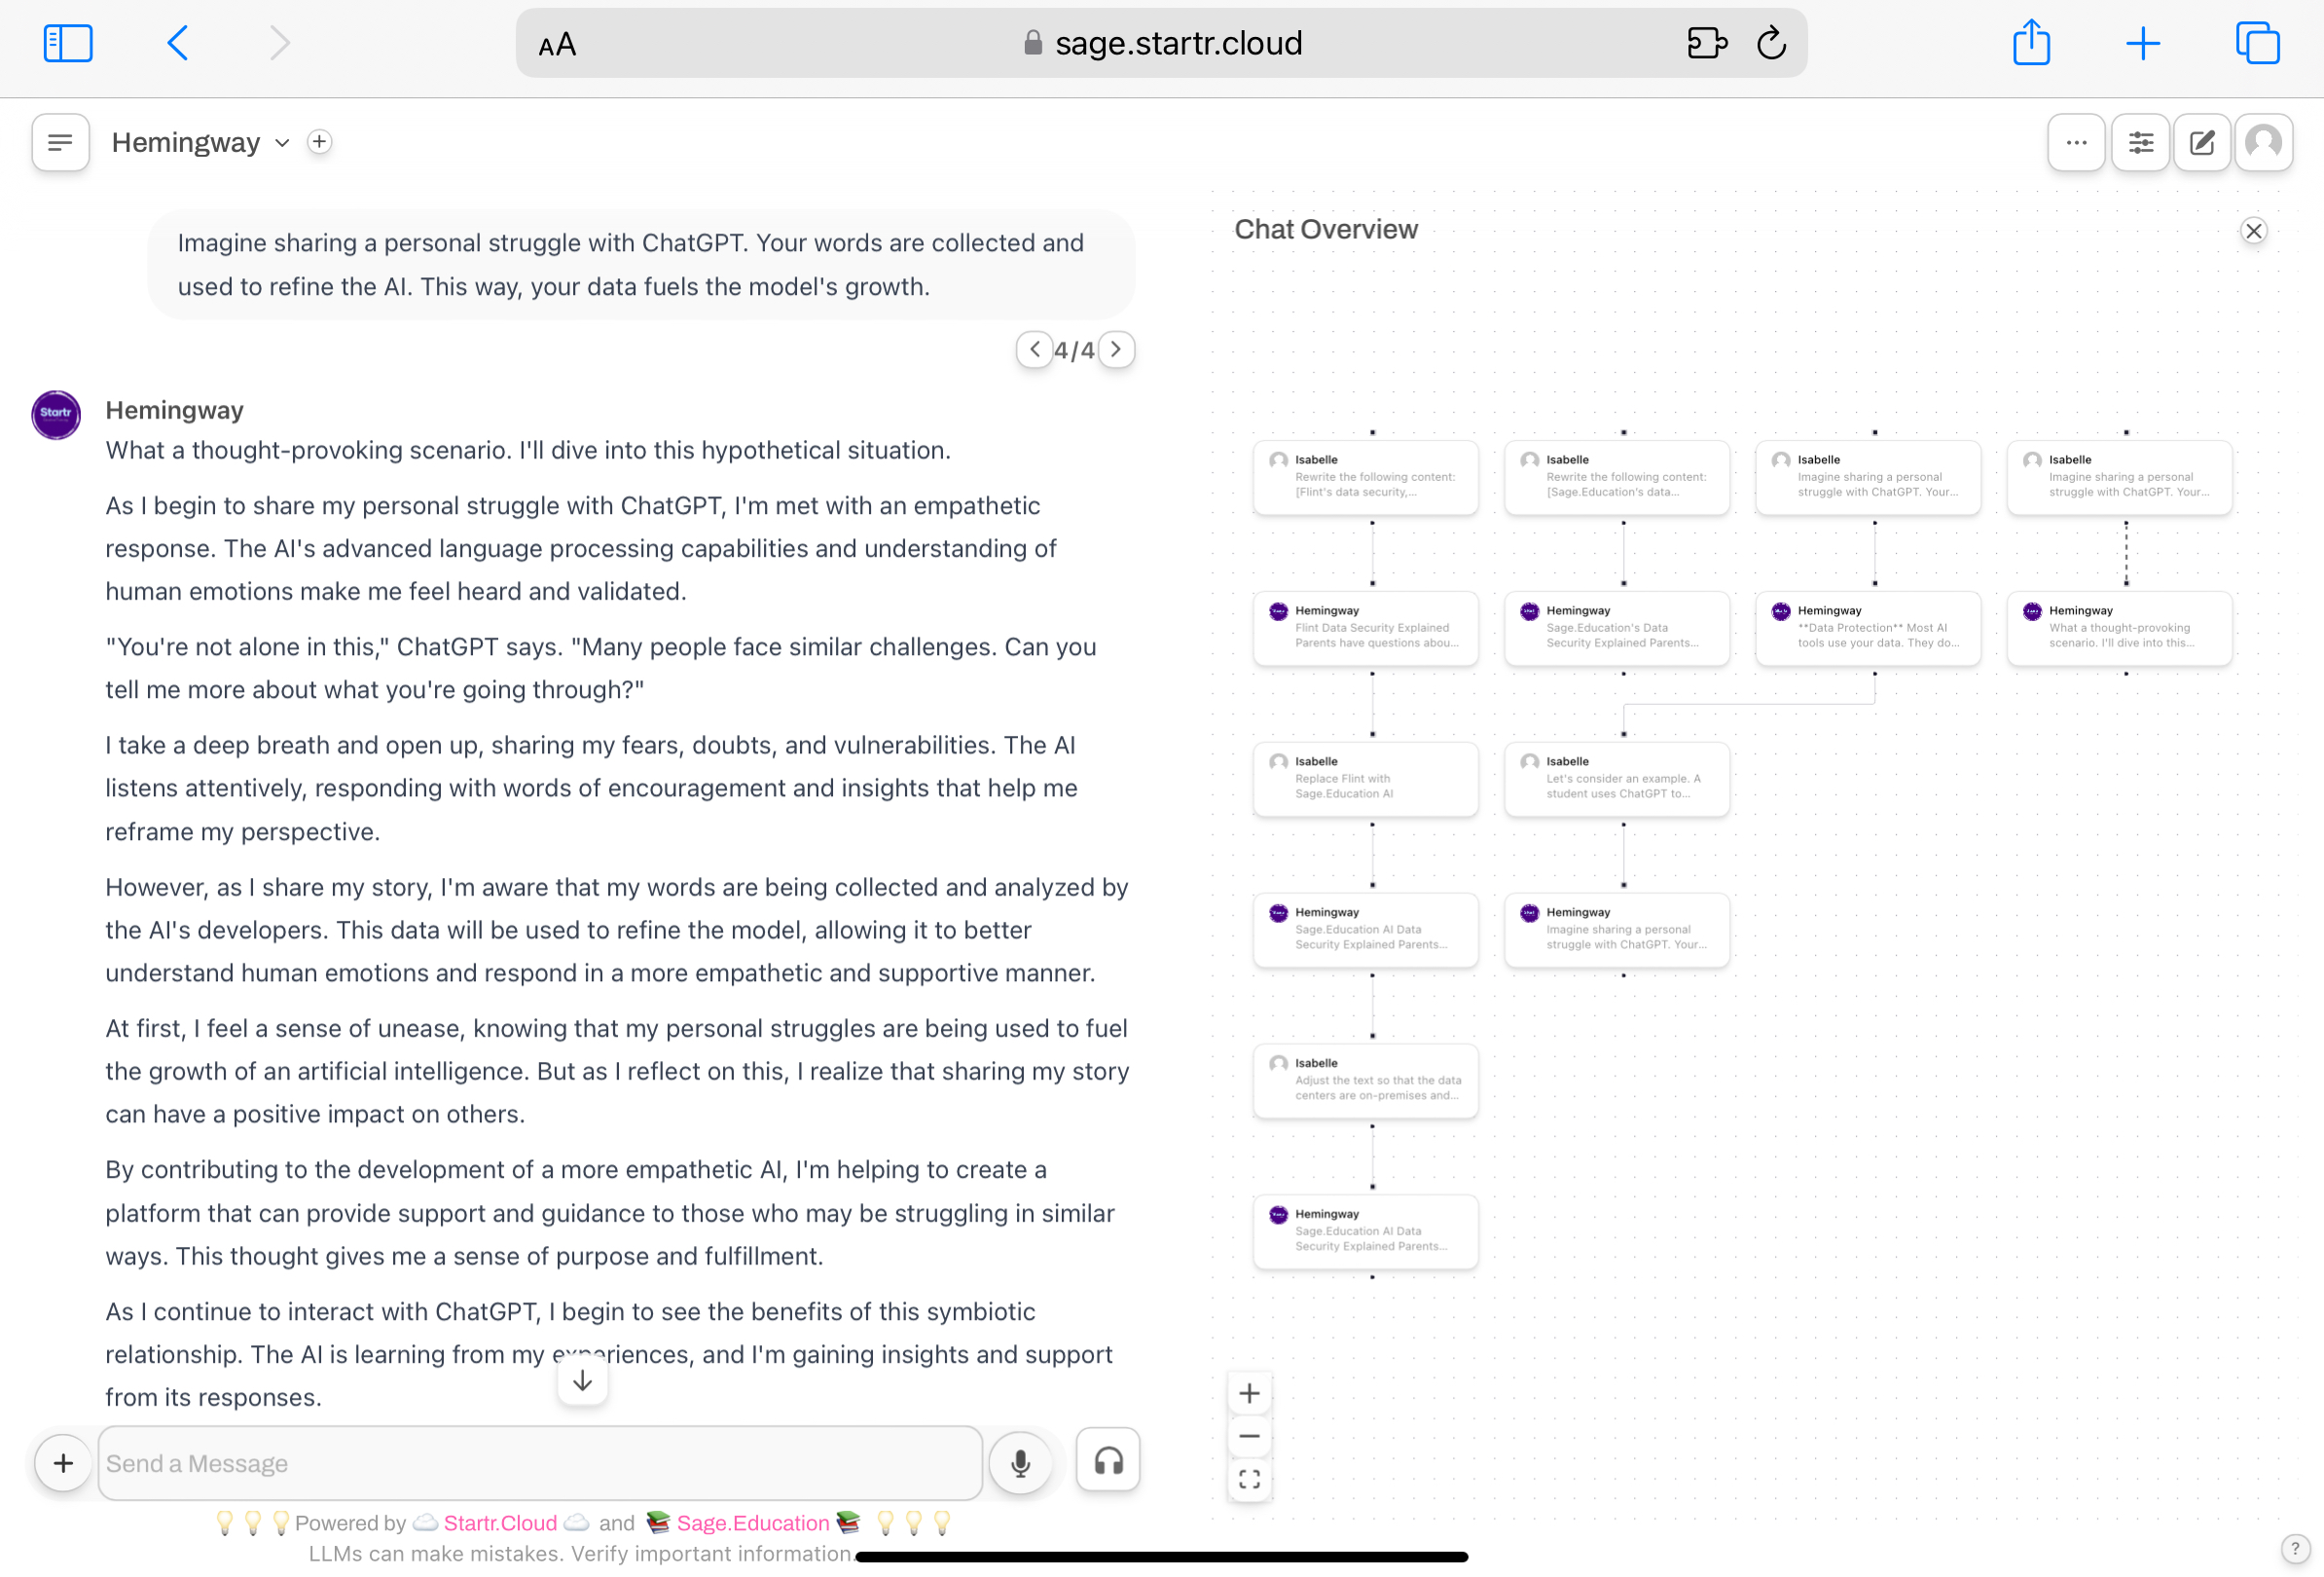 AA
sage.startr.cloud
Hemingway
Imagine sharing a personal struggle with ChatGPT. Your words are collected and
used to refine the AI. This way, your data fuels the model's growth.
4/4
Startr
Hemingway
What a thought-provoking scenario. I'll dive into this hypothetical situation.
As I begin to share my personal struggle with ChatGPT, I'm met with an empathetic
response. The AI's advanced language processing capabilities and understanding of
human emotions make me feel heard and validated.
"You're not alone in this," ChatGPT says. "Many people face similar challenges. Can you
tell me more about what you're going through?"
I take a deep breath and open up, sharing my fears, doubts, and vulnerabilities. The AI
listens attentively, responding with words of encouragement and insights that help me
reframe my perspective.
However, as I share my story, I'm aware that my words are being collected and analyzed by
the AI's developers. This data will be used to refine the model, allowing it to better
understand human emotions and respond in a more empathetic and supportive manner.
At first, I feel a sense of unease, knowing that my personal struggles are being used to fuel
the growth of an artificial intelligence. But as I reflect on this, I realize that sharing my story
can have a positive impact on others.
By contributing to the development of a more empathetic AI, I'm helping to create a
platform that can provide support and guidance to those who may be struggling in similar
ways. This thought gives me a sense of purpose and fulfillment.
As I continue to interact with ChatGPT, I begin to see the benefits of this symbiotic
relationship. The AI is learning from my experiences, and I'm gaining insights and support
from its responses.
Send a Message
💡💡💡Powered by ☁️ Startr.Cloud ☁️ and 📚 Sage.Education 📚 💡💡💡
LLMs can make mistakes. Verify important information.
Chat Overview
Isabelle
Rewrite the following content:
[Flint's data security,...
Isabelle
Rewrite the following content:
[Sage.Education's data...
Isabelle
Imagine sharing a personal
struggle with ChatGPT. Your...
Isabelle
Imagine sharing a personal
struggle with ChatGPT. Your...
Hemingway
Flint Data Security Explained
Parents have questions abou...
Hemingway
Sage.Education's Data
Security Explained Parents...
Hemingway
**Data Protection** Most AI
tools use your data. They do...
Hemingway
What a thought-provoking
scenario. I'll dive into this...
Isabelle
Replace Flint with
Sage.Education AI
Isabelle
Let's consider an example. A
student uses ChatGPT to...
Hemingway
Sage.Education AI Data
Security Explained Parents...
Hemingway
Imagine sharing a personal
struggle with ChatGPT. Your...
Isabelle
Adjust the text so that the data
centers are on-premises and...
Hemingway
Sage.Education AI Data
Security Explained Parents...
?